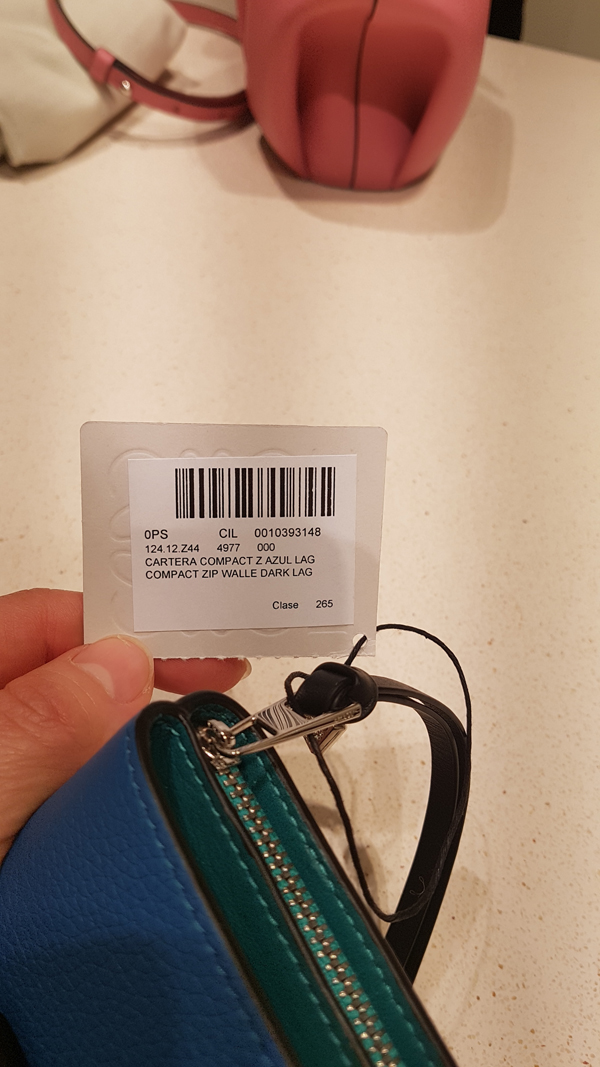 0PS CIL 0010393148
124.12.Z44 4977 000
CARTERA COMPACT Z AZUL LAG
COMPACT ZIP WALLE DARK LAG
Clase 265